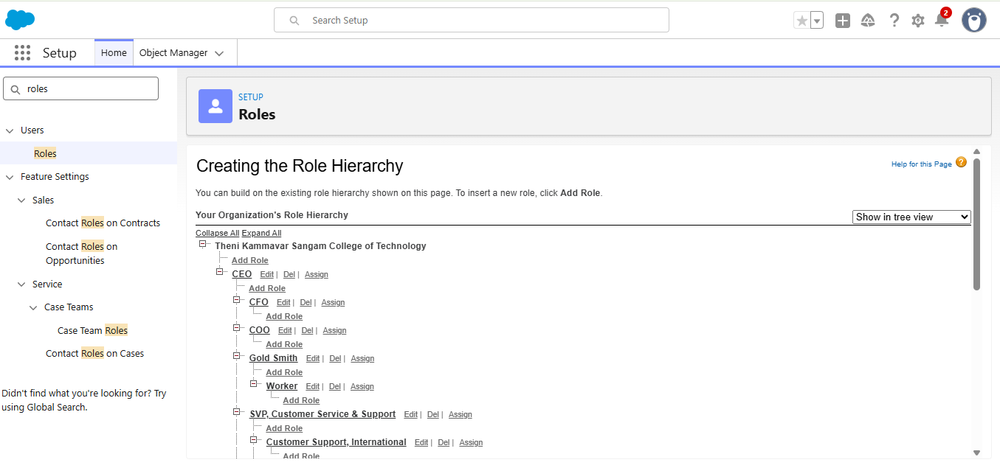 Search Setup
2
Setup
Home
Object Manager
roles
Users
Roles
Feature Settings
Sales
Contact Roles on Contracts
Contact Roles on
Opportunities
Service
Case Teams
Case Team Roles
Contact Roles on Cases
Didn't find what you're looking for? Try
using Global Search.
SETUP
Roles
Creating the Role Hierarchy
Help for this Page ?
You can build on the existing role hierarchy shown on this page. To insert a new role, click Add Role.
Your Organization's Role Hierarchy
Show in tree view
Collapse All Expand All
Theni Kammavar Sangam College of Technology
Add Role
CEO Edit | Del | Assign
Add Role
CFO Edit | Del | Assign
Add Role
COO Edit | Del | Assign
Add Role
Gold Smith Edit | Del | Assign
Add Role
Worker Edit | Del | Assign
Add Role
SVP, Customer Service & Support Edit | Del | Assign
Add Role
Customer Support, International Edit | Del | Assign
Add Role